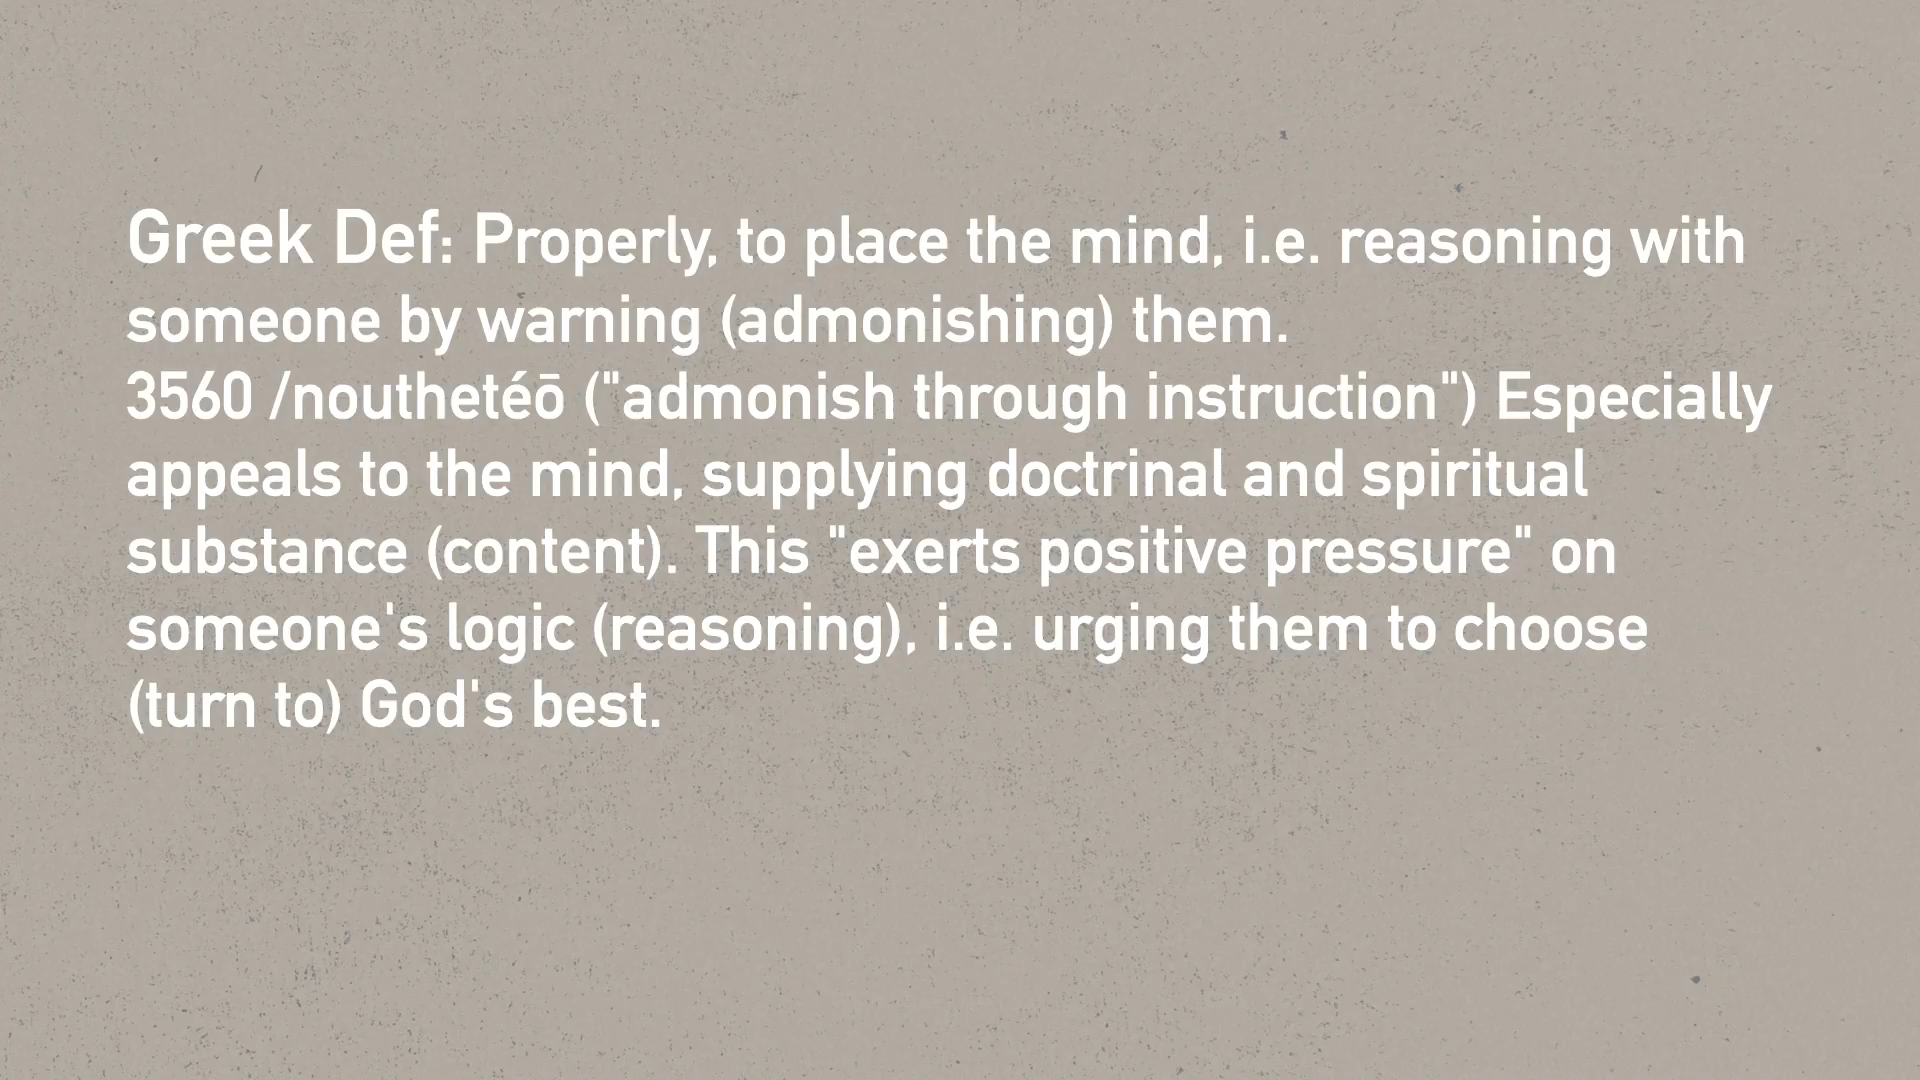 Greek Def: Properly, to place the mind, i.e. reasoning with
someone by warning (admonishing) them.
3560 /nouthetéō ("admonish through instruction") Especially
appeals to the mind, supplying doctrinal and spiritual
substance (content). This "exerts positive pressure" on
someone's logic (reasoning), i.e. urging them to choose
(turn to) God's best.